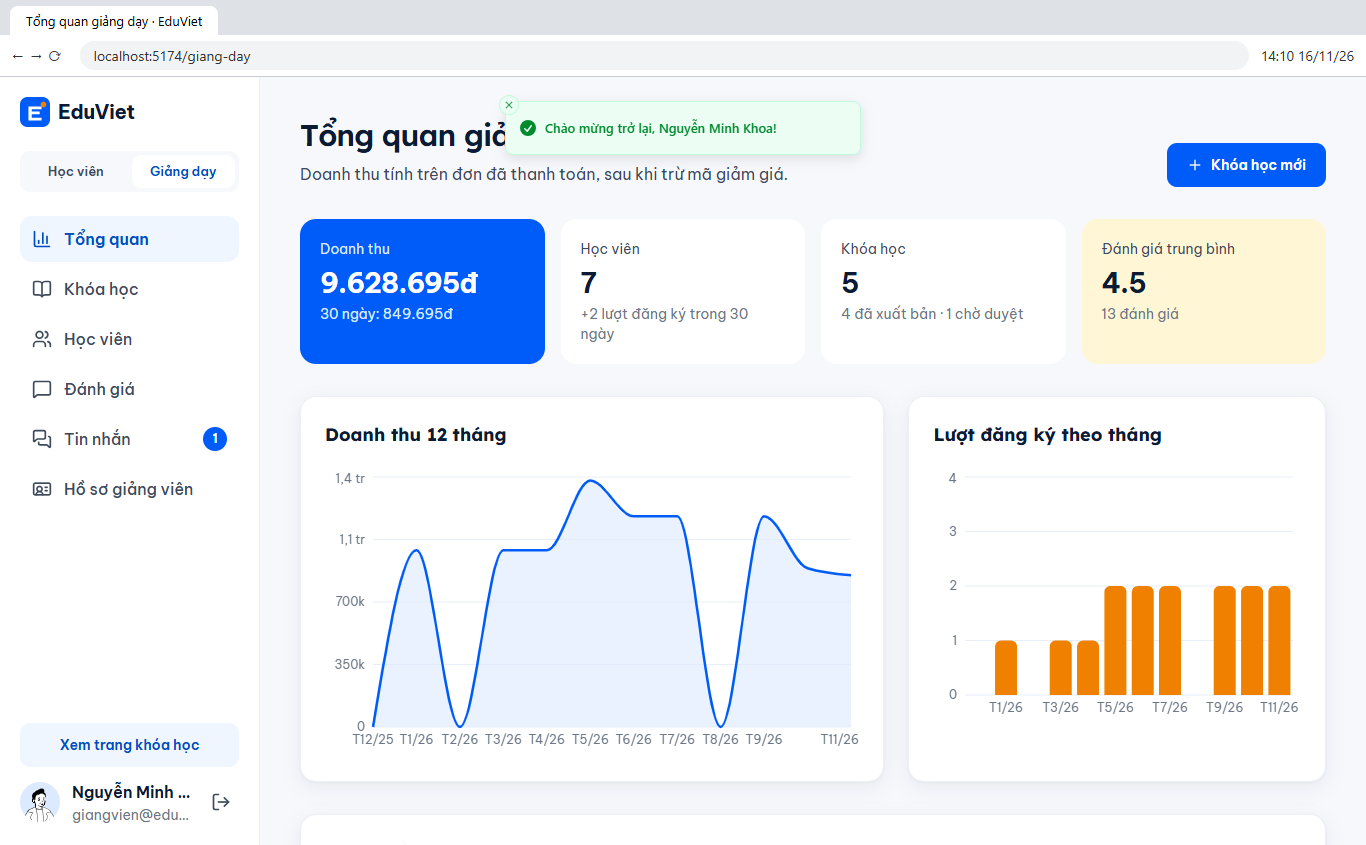 Tổng quan giảng dạy · EduViet
localhost:5174/giang-day
14:10 16/11/26
EduViet
Học viên
Giảng dạy
Tổng quan
Khóa học
Học viên
Đánh giá
Tin nhắn
1
Hồ sơ giảng viên
Xem trang khóa học
Nguyễn Minh ...
giangvien@edu...
Chào mừng trở lại, Nguyễn Minh Khoa!
Tổng quan
Doanh thu tính trên đơn đã thanh toán, sau khi trừ mã giảm giá.
Khóa học mới
Doanh thu
9.628.695đ
30 ngày: 849.695đ
Học viên
7
+2 lượt đăng ký trong 30
ngày
Khóa học
5
4 đã xuất bản · 1 chờ duyệt
Đánh giá trung bình
4.5
13 đánh giá
Doanh thu 12 tháng
1,4 tr
1,1 tr
700k
350k
0
T12/25 T1/26 T2/26 T3/26 T4/26 T5/26 T6/26 T7/26 T8/26 T9/26 T11/26
Lượt đăng ký theo tháng
4
3
2
1
0
T1/26 T3/26 T5/26 T7/26 T9/26 T11/26